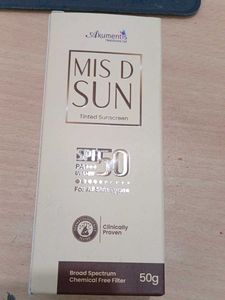 Akumentis
MIS D
SUN
Tinted Sunscreen
SPF 50
PA+++
For All Skin Types
Clinically
Proven
Broad Spectrum
Chemical Free Filter
50g